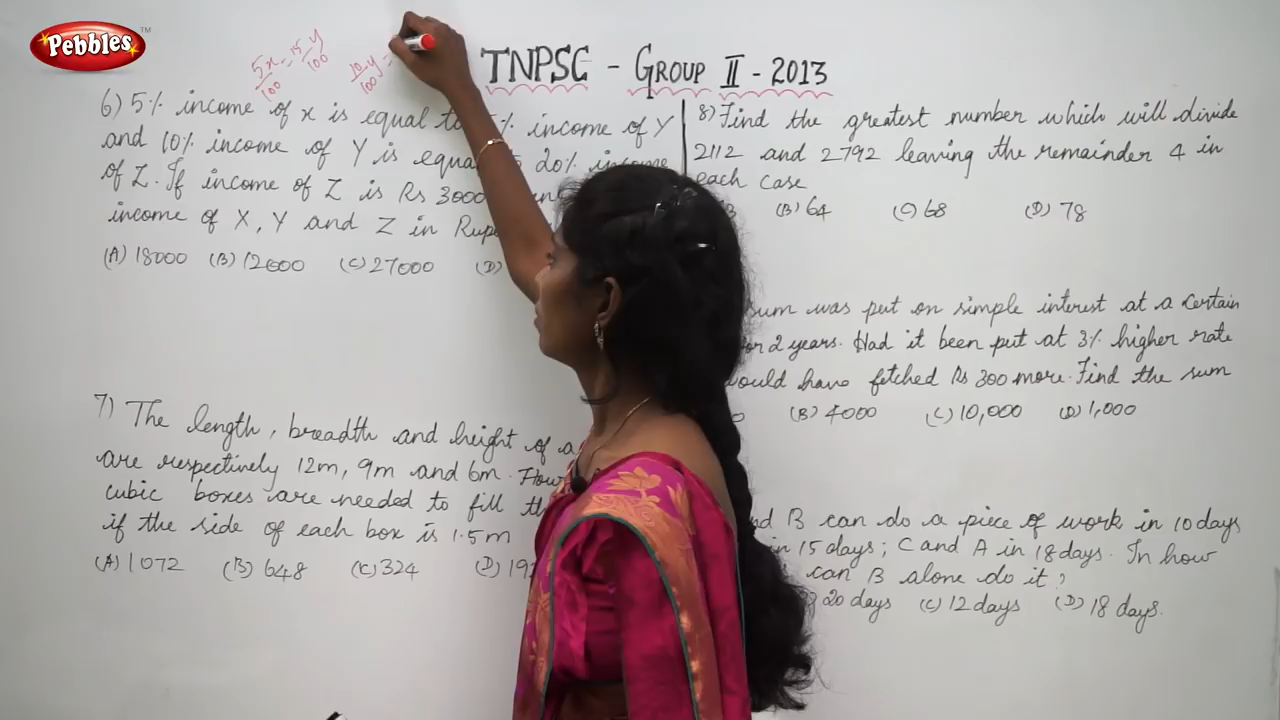 Pebbles
TM
5x/100 = 15y/100
10y/100 =
TNPSC - GROUP II - 2013
6) 5% income of x is equal to 5% income of Y
and 10% income of Y is equal 20% income
of Z. If income of Z is Rs 3000
income of X, Y and Z in
(A) 18000 (B) 12000 (C) 27000 (D)
7) The length, breadth and height of a
are respectively 12m, 9m and 6m. How
cubic boxes are needed to fill
if the side of each box is 1.5m
(A) 1072 (B) 648 (C) 324 (D)
8) Find the greatest number which will divide
2112 and 2792 leaving the remainder 4 in
each case
(B) 64 (C) 68 (D) 78
sum was put on simple interest at a certain
for 2 years. Had it been put at 3% higher rate
would have fetched Rs 300 more. Find the sum
(B) 4000 (C) 10,000 (D) 1,000
and B can do a piece of work in 10 days
in 15 days; C and A in 18 days. In how
can B alone do it?
20 days (C) 12 days (D) 18 days.